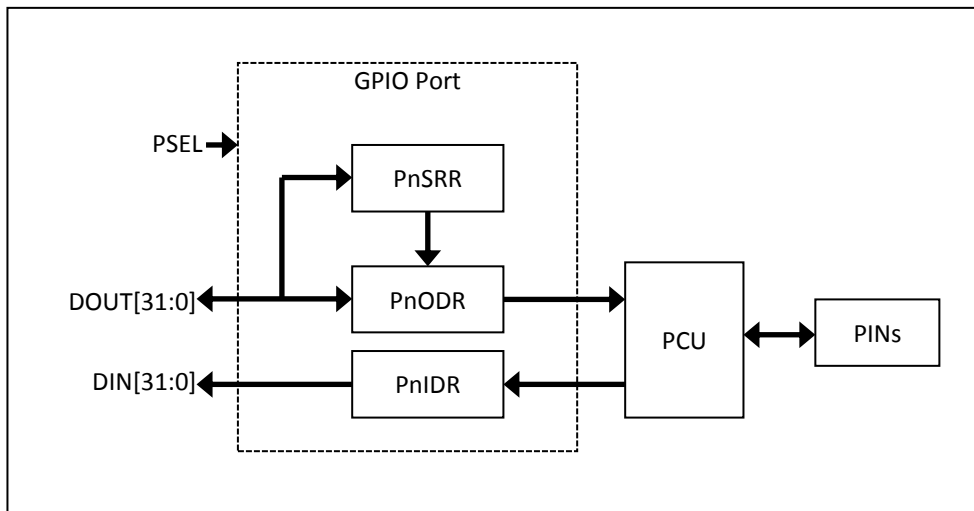 GPIO Port
PSEL
PnSRR
DOUT[31:0]
PnODR
PCU
PINs
DIN[31:0]
PnIDR